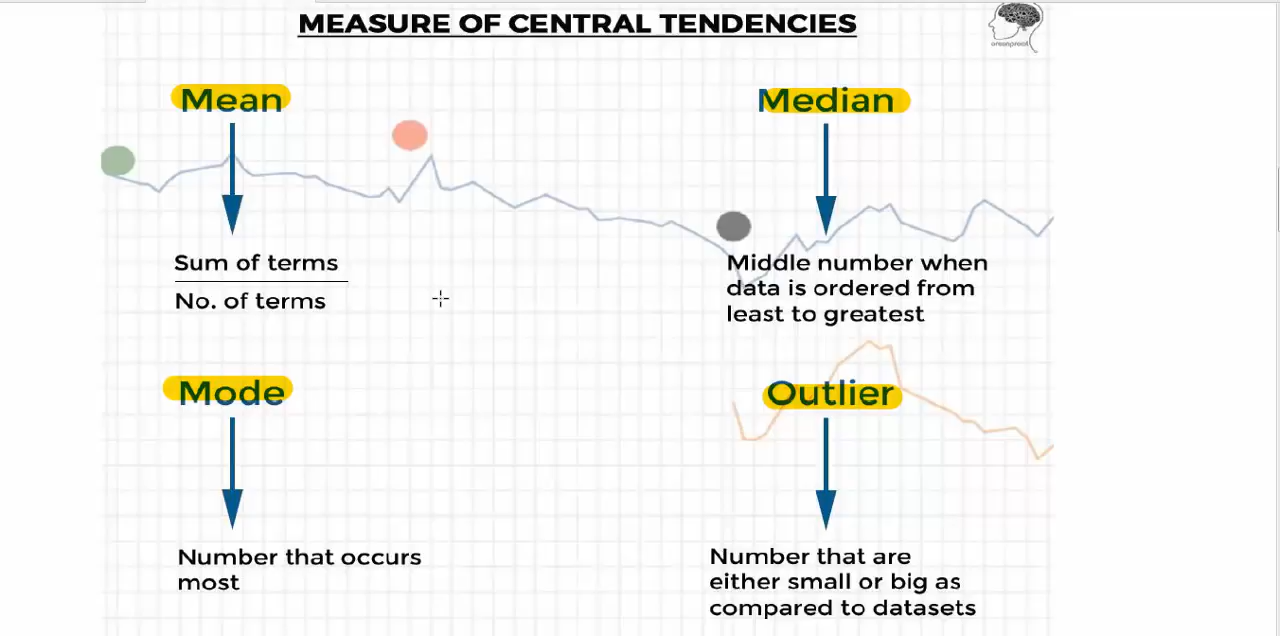 MEASURE OF CENTRAL TENDENCIES
Mean
Sum of terms
No. of terms
Median
Middle number when
data is ordered from
least to greatest
Mode
Number that occurs
most
Outlier
Number that are
either small or big as
compared to datasets